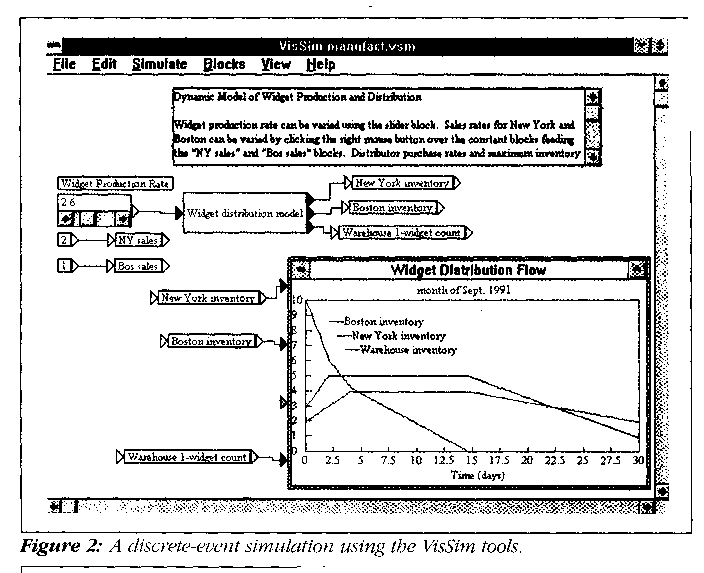 VisSim manufact.vsm
File Edit Simulate Blocks View Help
Dynamic Model of Widget Production and Distribution
Widget production rate can be varied using the slider block. Sales rates for New York and
Boston can be varied by clicking the right mouse button over the constant blocks feeding
the "NY sales" and "Bos sales" blocks. Distributor purchase rates and maximum inventory
Widget Production Rate
2.6
Widget distribution model
New York inventory
Boston inventory
Warehouse 1-widget count
2 NY sales
1 Bos sales
New York inventory
Boston inventory
Warehouse 1-widget count
Widget Distribution Flow
month of Sept. 1991
10
9
8
7
6
5
4
3
2
1
0
Boston inventory
New York inventory
Warehouse inventory
0 2.5 5 7.5 10 12.5 15 17.5 20 22.5 25 27.5 30
Time (days)
Figure 2: A discrete-event simulation using the VisSim tools.